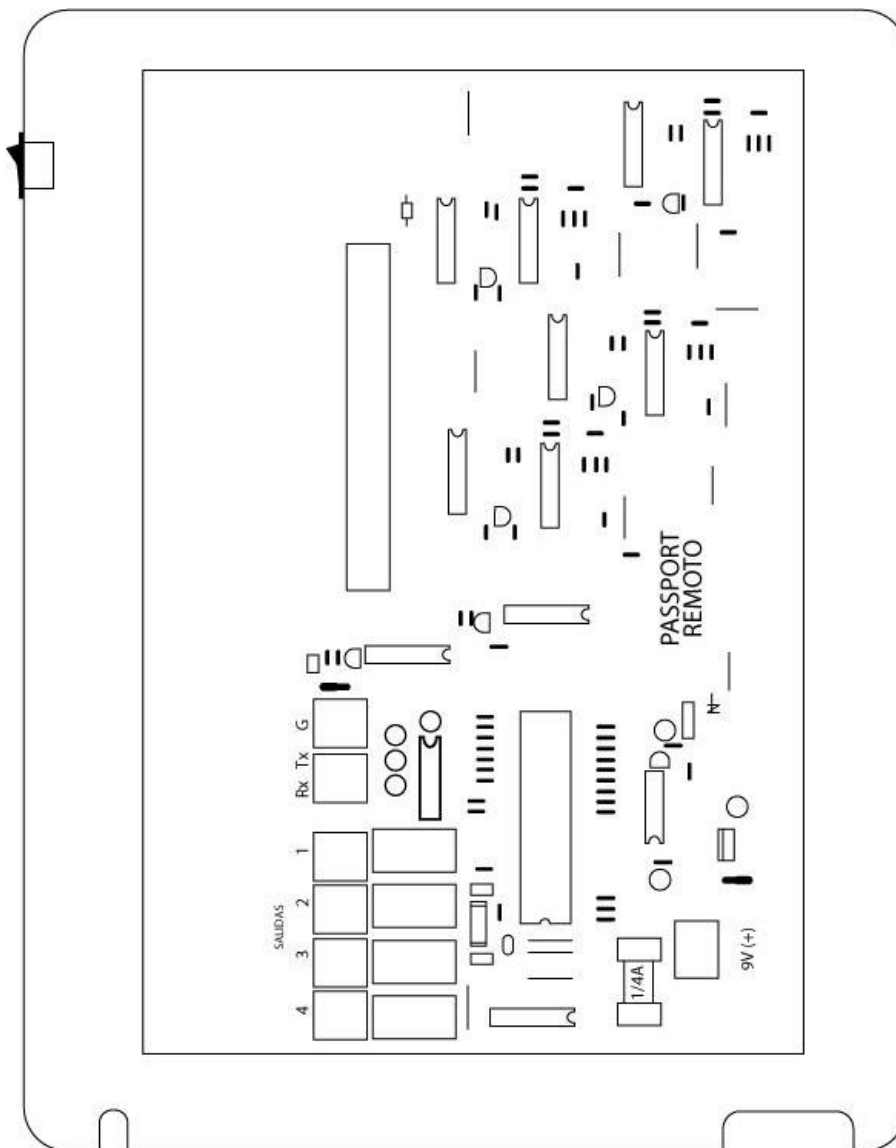 PASSPORT
REMOTO
G
Tx
Rx
1
2
3
4
SALIDAS
N
1/4A
9V (+)